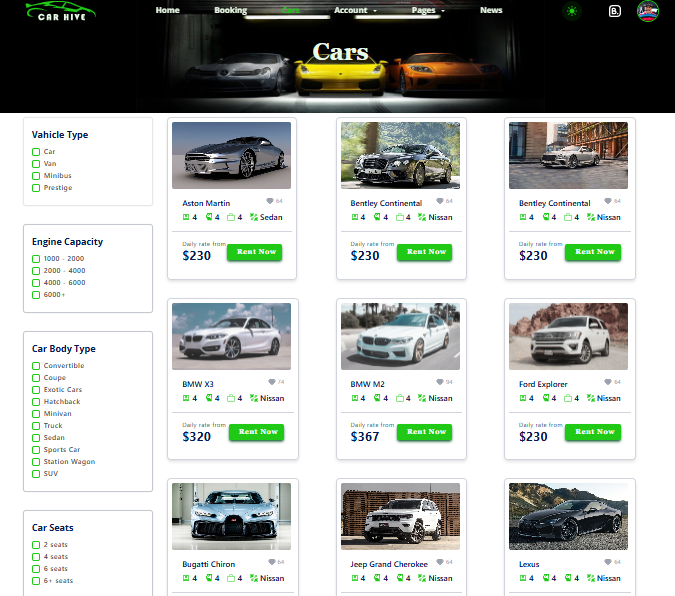 CAR HIVE
Home Booking Cars Account Pages News
B.
Cars
Vehicle Type
Car
Van
Minibus
Prestige
Engine Capacity
1000 - 2000
2000 - 4000
4000 - 6000
6000+
Car Body Type
Convertible
Coupe
Exotic Cars
Hatchback
Minivan
Truck
Sedan
Sports Car
Station Wagon
SUV
Car Seats
2 seats
4 seats
6 seats
6+ seats
Aston Martin 64
4 4 4 Sedan
Daily rate from
$230 Rent Now
Bentley Continental 64
4 4 4 Nissan
Daily rate from
$230 Rent Now
Bentley Continental 64
4 4 4 Nissan
Daily rate from
$230 Rent Now
BMW X3 74
4 4 4 Nissan
Daily rate from
$320 Rent Now
BMW M2 94
4 4 4 Nissan
Daily rate from
$367 Rent Now
Ford Explorer 64
4 4 4 Nissan
Daily rate from
$230 Rent Now
Bugatti Chiron 64
4 4 4 Nissan
Jeep Grand Cherokee 64
4 4 4 Nissan
Lexus 64
4 4 4 Nissan